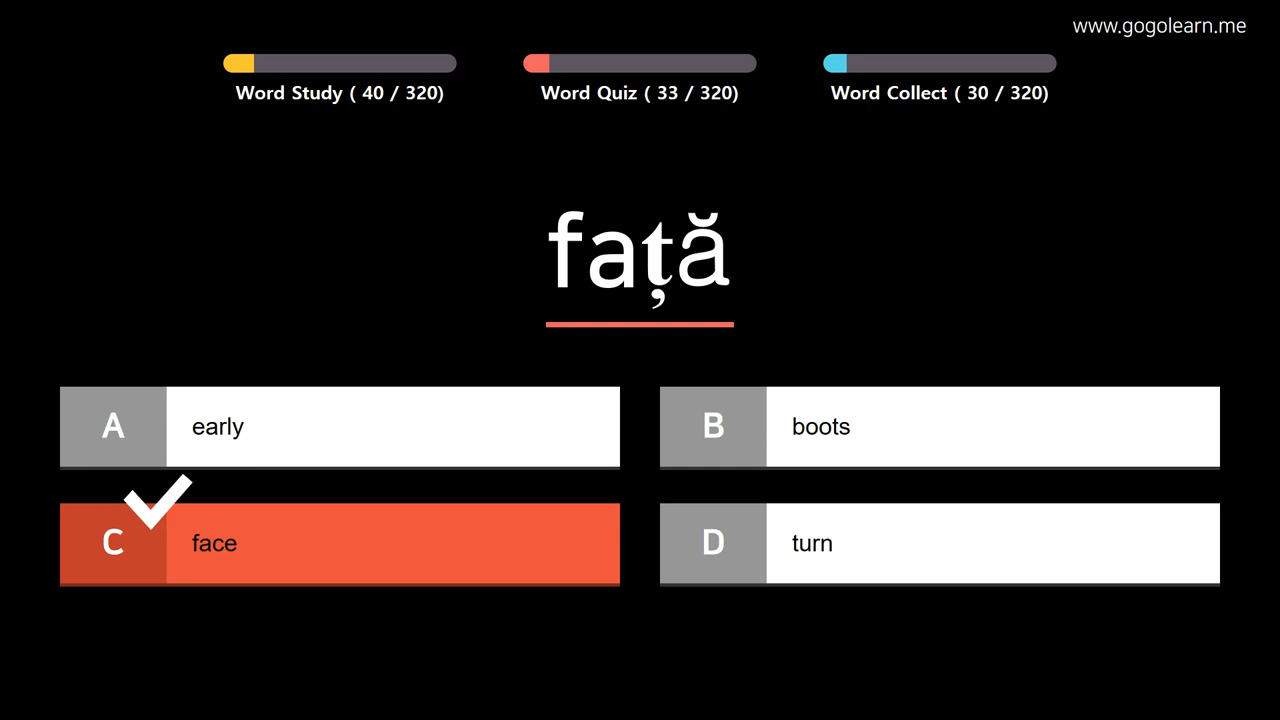 www.gogolearn.me
Word Study ( 40 / 320)
Word Quiz ( 33 / 320)
Word Collect ( 30 / 320)
față
A early
B boots
C face
D turn